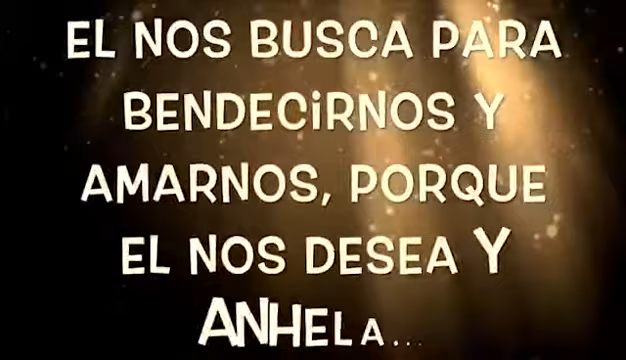 EL NOS BUSCA PARA
BENDECiRNOS Y
AMARNOS, PORQUE
EL NOS DESEA Y
ANHELA...